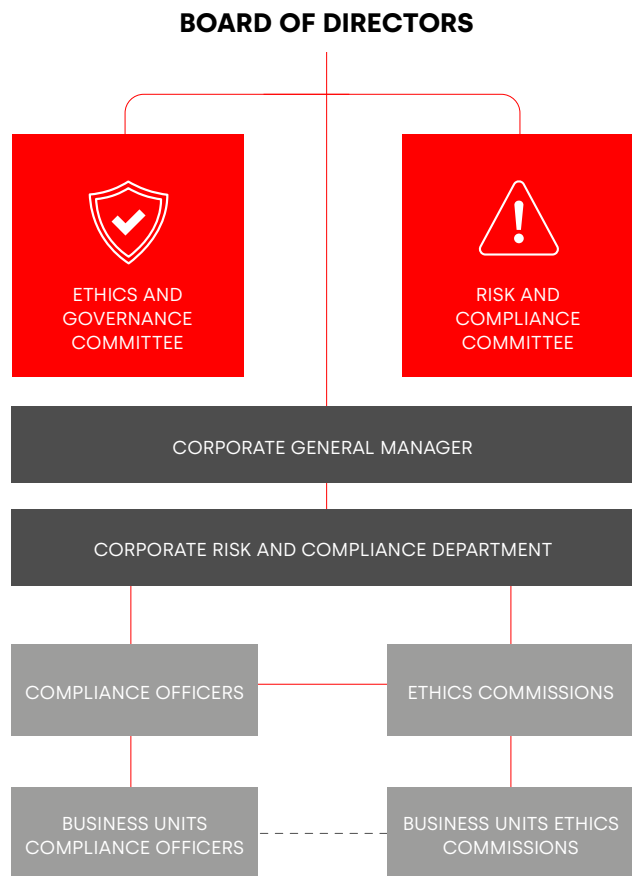 BOARD OF DIRECTORS
ETHICS AND
GOVERNANCE
COMMITTEE
RISK AND
COMPLIANCE
COMMITTEE
CORPORATE GENERAL MANAGER
CORPORATE RISK AND COMPLIANCE DEPARTMENT
COMPLIANCE OFFICERS
ETHICS COMMISSIONS
BUSINESS UNITS
COMPLIANCE OFFICERS
BUSINESS UNITS ETHICS
COMMISSIONS